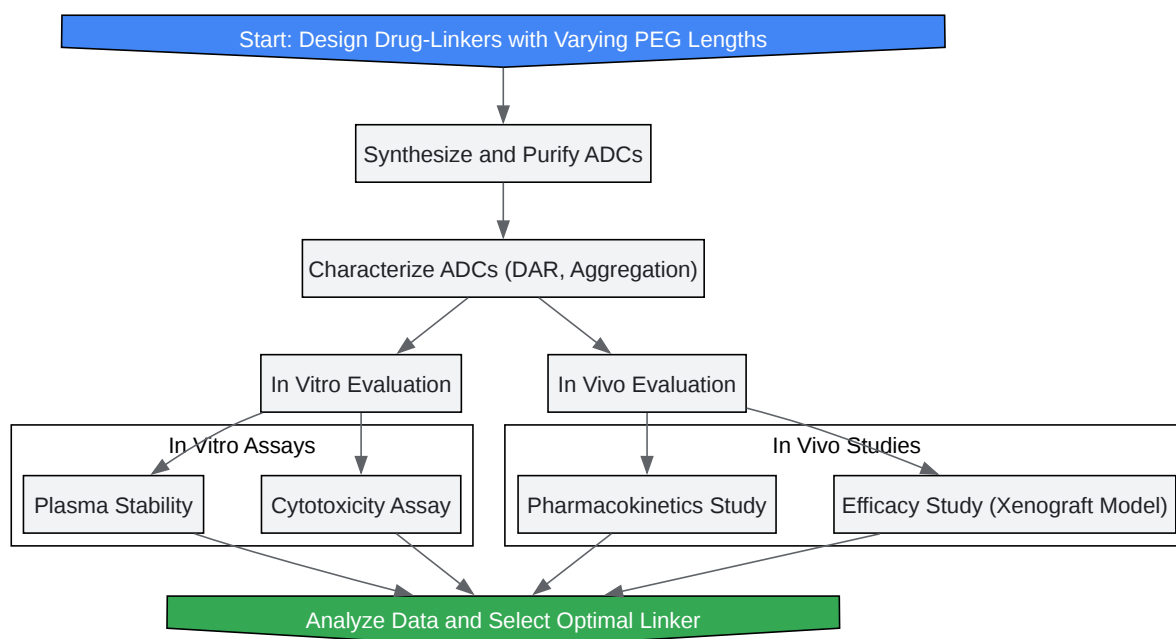 Start: Design Drug-Linkers with Varying PEG Lengths
Synthesize and Purify ADCs
Characterize ADCs (DAR, Aggregation)
In Vitro Evaluation
In Vivo Evaluation
In Vitro Assays
In Vivo Studies
Plasma Stability
Cytotoxicity Assay
Pharmacokinetics Study
Efficacy Study (Xenograft Model)
Analyze Data and Select Optimal Linker